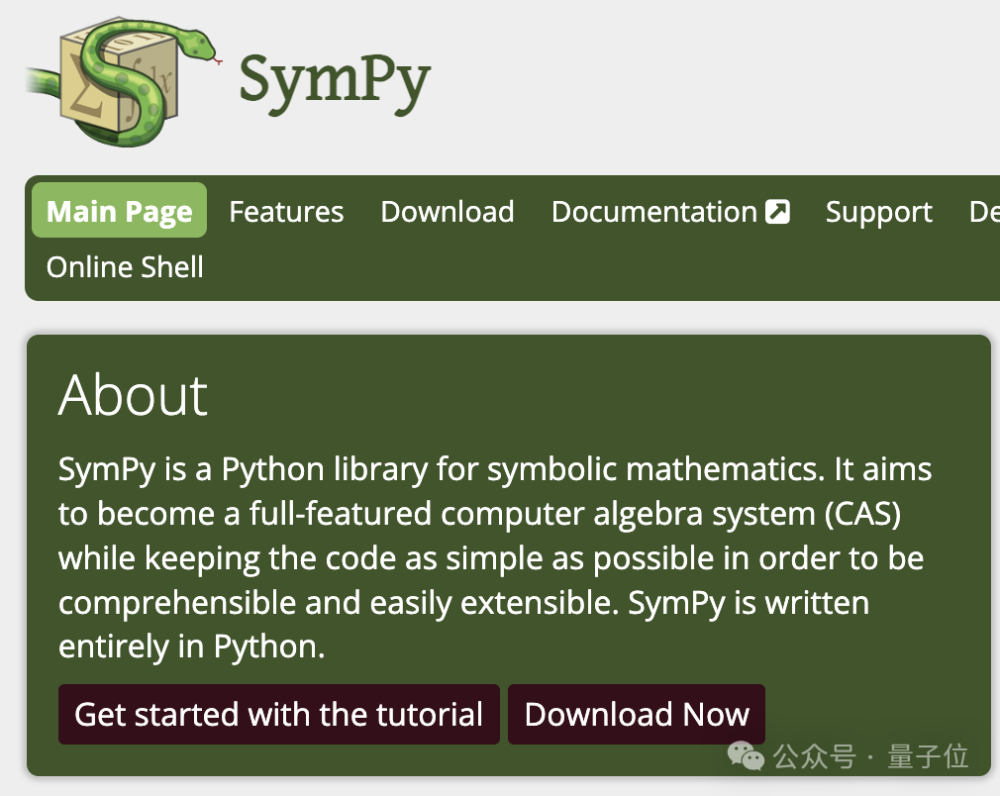 SymPy
Main Page Features Download Documentation Support De
Online Shell
About
SymPy is a Python library for symbolic mathematics. It aims
to become a full-featured computer algebra system (CAS)
while keeping the code as simple as possible in order to be
comprehensible and easily extensible. SymPy is written
entirely in Python.
Get started with the tutorial Download Now
公众号 · 量子位